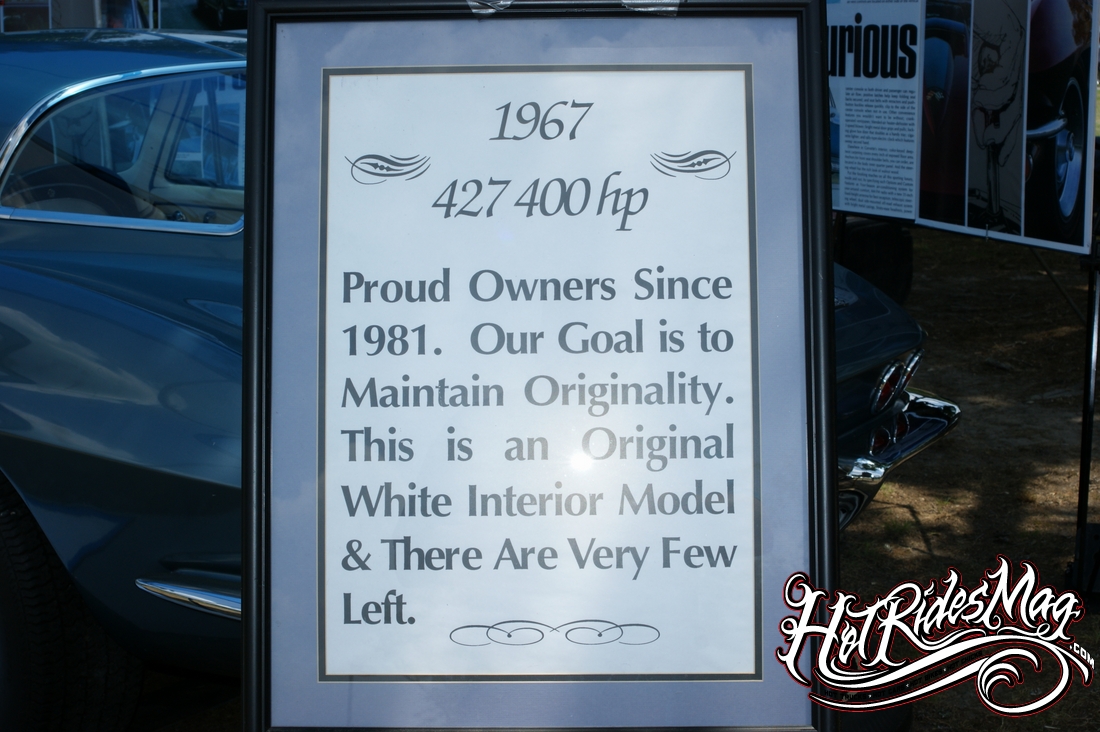 1967
427 400 hp
Proud Owners Since
1981. Our Goal is to
Maintain Originality.
This is an Original
White Interior Model
& There Are Very Few
Left.
urious
HotRidesMag
.com